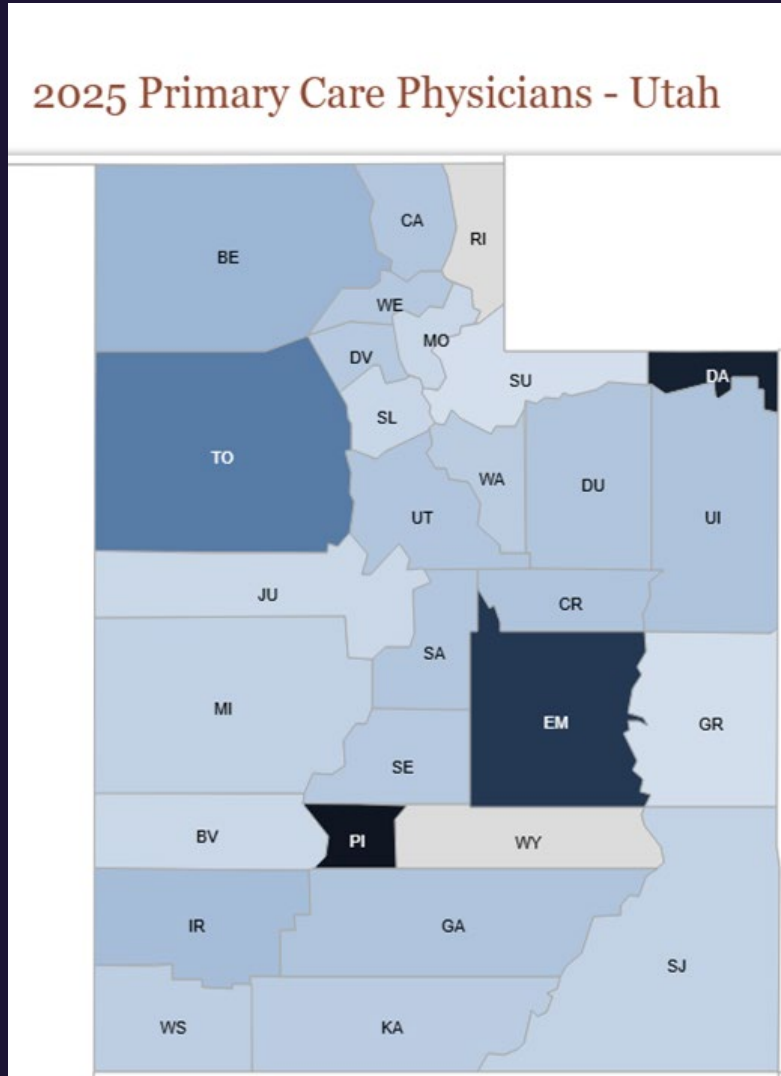 2025 Primary Care Physicians - Utah
BE
CA
RI
WE
MO
DV
SU
DA
SL
TO
WA
DU
UT
UI
JU
CR
SA
MI
EM
GR
SE
BV
PI
WY
IR
GA
SJ
WS
KA